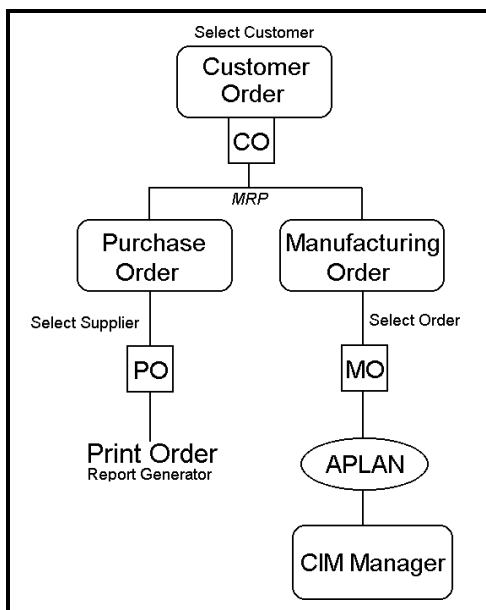 Select Customer
Customer
Order
CO
MRP
Purchase
Order
Manufacturing
Order
Select Supplier
Select Order
PO
MO
Print Order
Report Generator
APLAN
CIM Manager